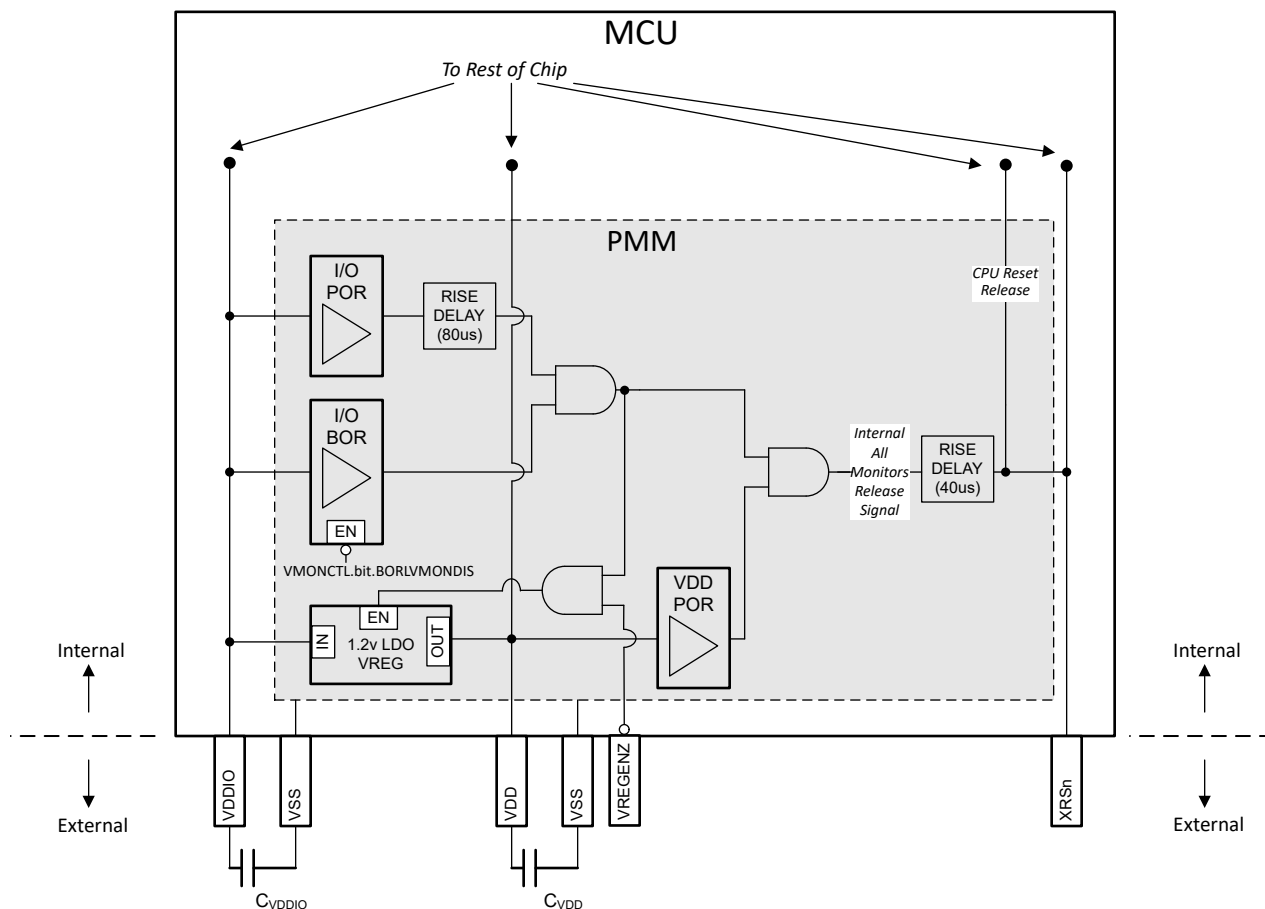 MCU
To Rest of Chip
PMM
I/O
POR
RISE
DELAY
(80us)
CPU Reset
Release
I/O
BOR
EN
VMONCTL.bit.BORLVMONDIS
Internal
All
Monitors
Release
Signal
RISE
DELAY
(40us)
EN
IN
1.2v LDO
VREG
OUT
VDD
POR
Internal
External
Internal
External
VDDIO
VSS
VDD
VSS
VREGENZ
XRSn
CVDDIO
CVDD